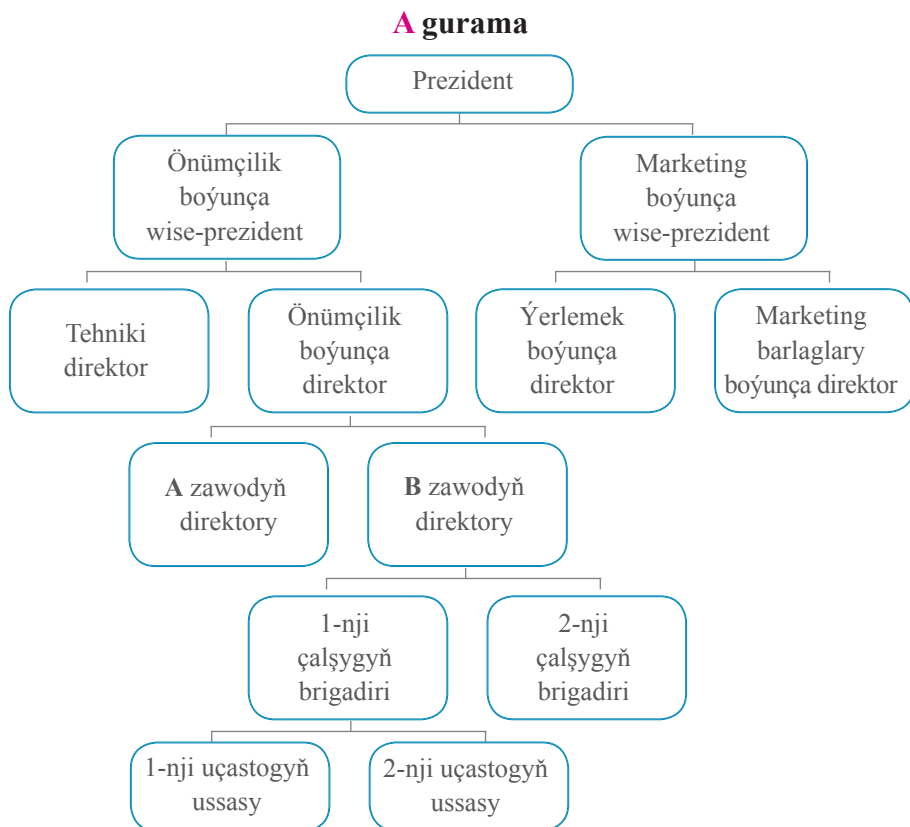 A gurama
Prezident
Önümçilik
boýunça
wise-prezident
Marketing
boýunça
wise-prezident
Tehniki
direktor
Önümçilik
boýunça
direktor
Ýerlemek
boýunça
direktor
Marketing
barlaglary
boýunça direktor
A zawodyň
direktory
B zawodyň
direktory
1-nji
çalşygyň
brigadiri
2-nji
çalşygyň
brigadiri
1-nji uçastogyň
ussasy
2-nji uçastogyň
ussasy